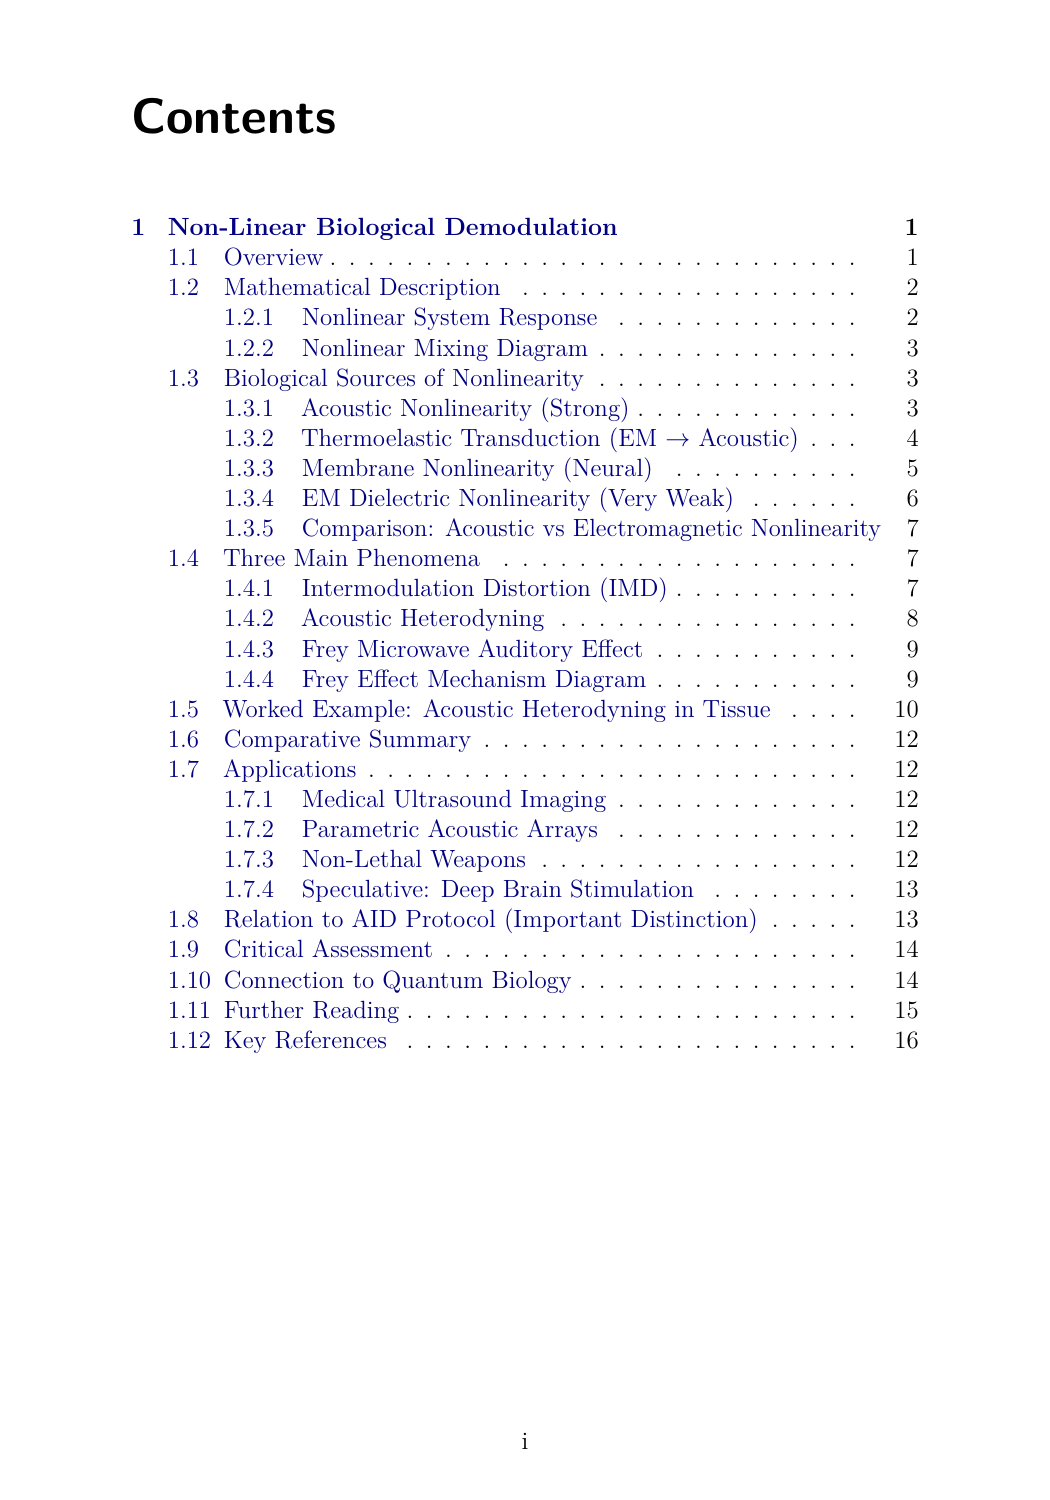 Contents
1 Non-Linear Biological Demodulation 1
1.1 Overview . . . . . . . . . . . . . . . . . . . . . . . . . . . . 1
1.2 Mathematical Description . . . . . . . . . . . . . . . . . . 2
1.2.1 Nonlinear System Response . . . . . . . . . . . . . 2
1.2.2 Nonlinear Mixing Diagram . . . . . . . . . . . . . . 3
1.3 Biological Sources of Nonlinearity . . . . . . . . . . . . . . 3
1.3.1 Acoustic Nonlinearity (Strong) . . . . . . . . . . . . 3
1.3.2 Thermoelastic Transduction (EM → Acoustic) . . . 4
1.3.3 Membrane Nonlinearity (Neural) . . . . . . . . . . 5
1.3.4 EM Dielectric Nonlinearity (Very Weak) . . . . . . 6
1.3.5 Comparison: Acoustic vs Electromagnetic Nonlinearity 7
1.4 Three Main Phenomena . . . . . . . . . . . . . . . . . . . 7
1.4.1 Intermodulation Distortion (IMD) . . . . . . . . . . 7
1.4.2 Acoustic Heterodyning . . . . . . . . . . . . . . . . 8
1.4.3 Frey Microwave Auditory Effect . . . . . . . . . . . 9
1.4.4 Frey Effect Mechanism Diagram . . . . . . . . . . . 9
1.5 Worked Example: Acoustic Heterodyning in Tissue . . . . 10
1.6 Comparative Summary . . . . . . . . . . . . . . . . . . . . 12
1.7 Applications . . . . . . . . . . . . . . . . . . . . . . . . . . 12
1.7.1 Medical Ultrasound Imaging . . . . . . . . . . . . . 12
1.7.2 Parametric Acoustic Arrays . . . . . . . . . . . . . 12
1.7.3 Non-Lethal Weapons . . . . . . . . . . . . . . . . . 12
1.7.4 Speculative: Deep Brain Stimulation . . . . . . . . 13
1.8 Relation to AID Protocol (Important Distinction) . . . . . 13
1.9 Critical Assessment . . . . . . . . . . . . . . . . . . . . . . 14
1.10 Connection to Quantum Biology . . . . . . . . . . . . . . . 14
1.11 Further Reading . . . . . . . . . . . . . . . . . . . . . . . . 15
1.12 Key References . . . . . . . . . . . . . . . . . . . . . . . . 16
i